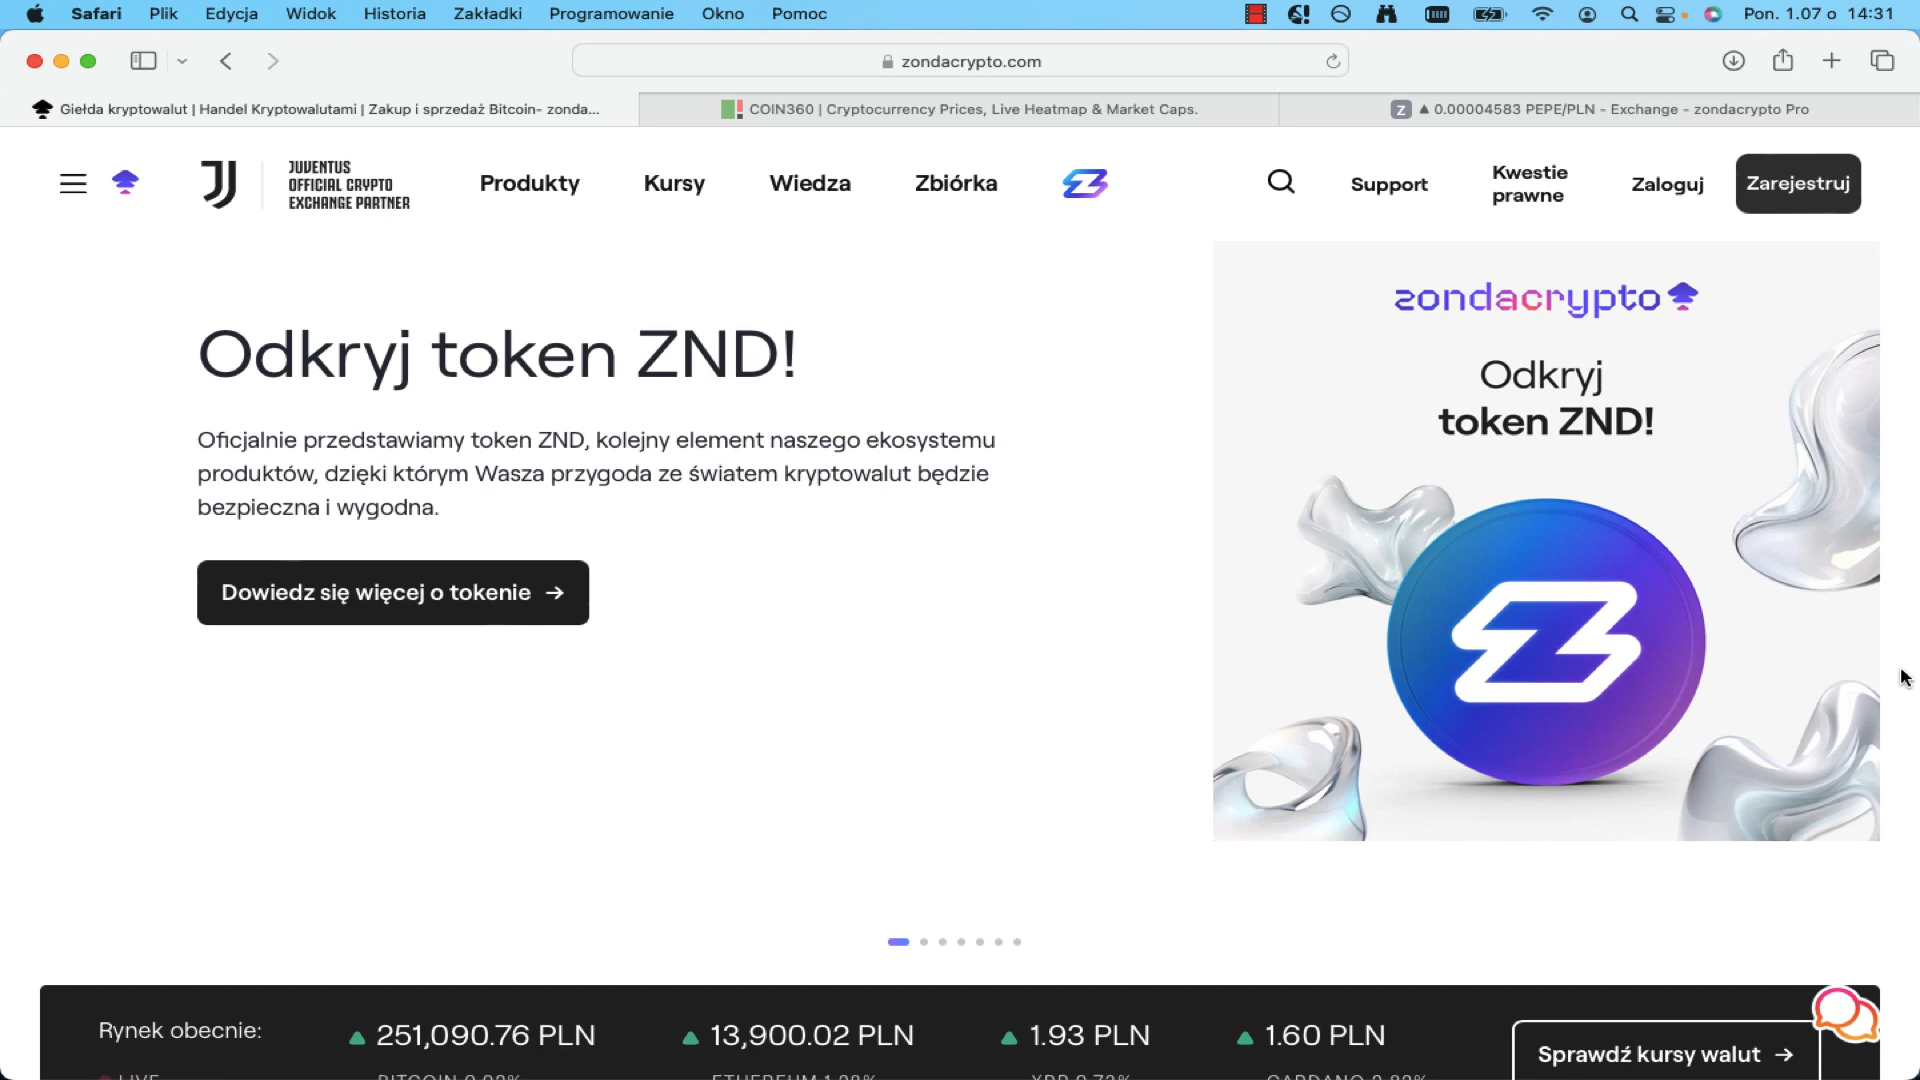 Safari Plik Edycja Widok Historia Zakładki Programowanie Okno Pomoc Pon. 1.07 o 14:31
zondacrypto.com
Giełda kryptowalut | Handel Kryptowalutami | Zakup i sprzedaż Bitcoin- zonda... COIN360 | Cryptocurrency Prices, Live Heatmap & Market Caps. Z ▲ 0.00004583 PEPE/PLN - Exchange - zondacrypto Pro
JUVENTUS
OFFICIAL CRYPTO
EXCHANGE PARTNER
Produkty Kursy Wiedza Zbiórka Support
Kwestie
prawne
Zaloguj Zarejestruj
Odkryj token ZND!
Oficjalnie przedstawiamy token ZND, kolejny element naszego ekosystemu
produktów, dzięki którym Wasza przygoda ze światem kryptowalut będzie
bezpieczna i wygodna.
Dowiedz się więcej o tokenie →
zondacrypto
Odkryj
token ZND!
Rynek obecnie: ▲ 251,090.76 PLN ▲ 13,900.02 PLN ▲ 1.93 PLN ▲ 1.60 PLN
Sprawdź kursy walut →
LIVE BITCOIN ETHEREUM XRP CARDANO